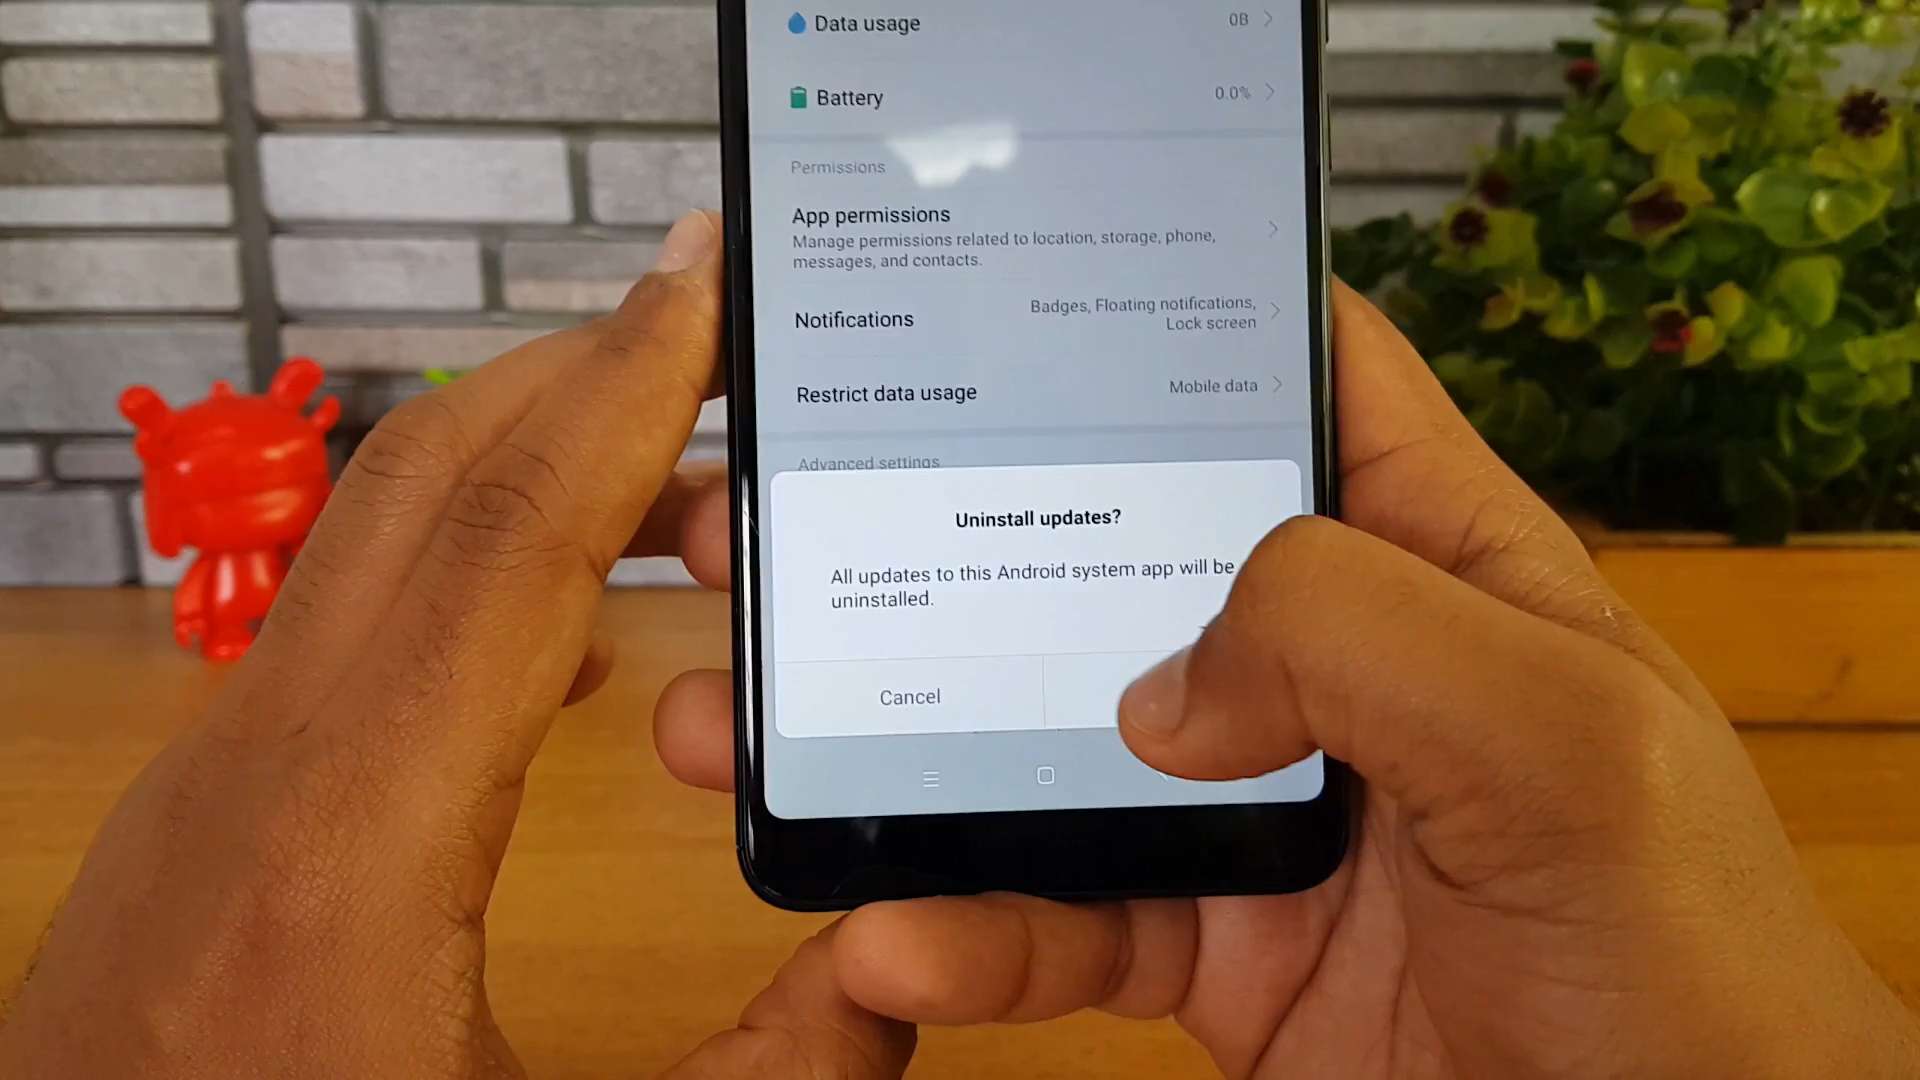 Data usage 0B
Battery 0.0%
Permissions
App permissions
Manage permissions related to location, storage, phone,
messages, and contacts.
Notifications
Badges, Floating notifications,
Lock screen
Restrict data usage Mobile data
Advanced settings
Uninstall updates?
All updates to this Android system app will be
uninstalled.
Cancel